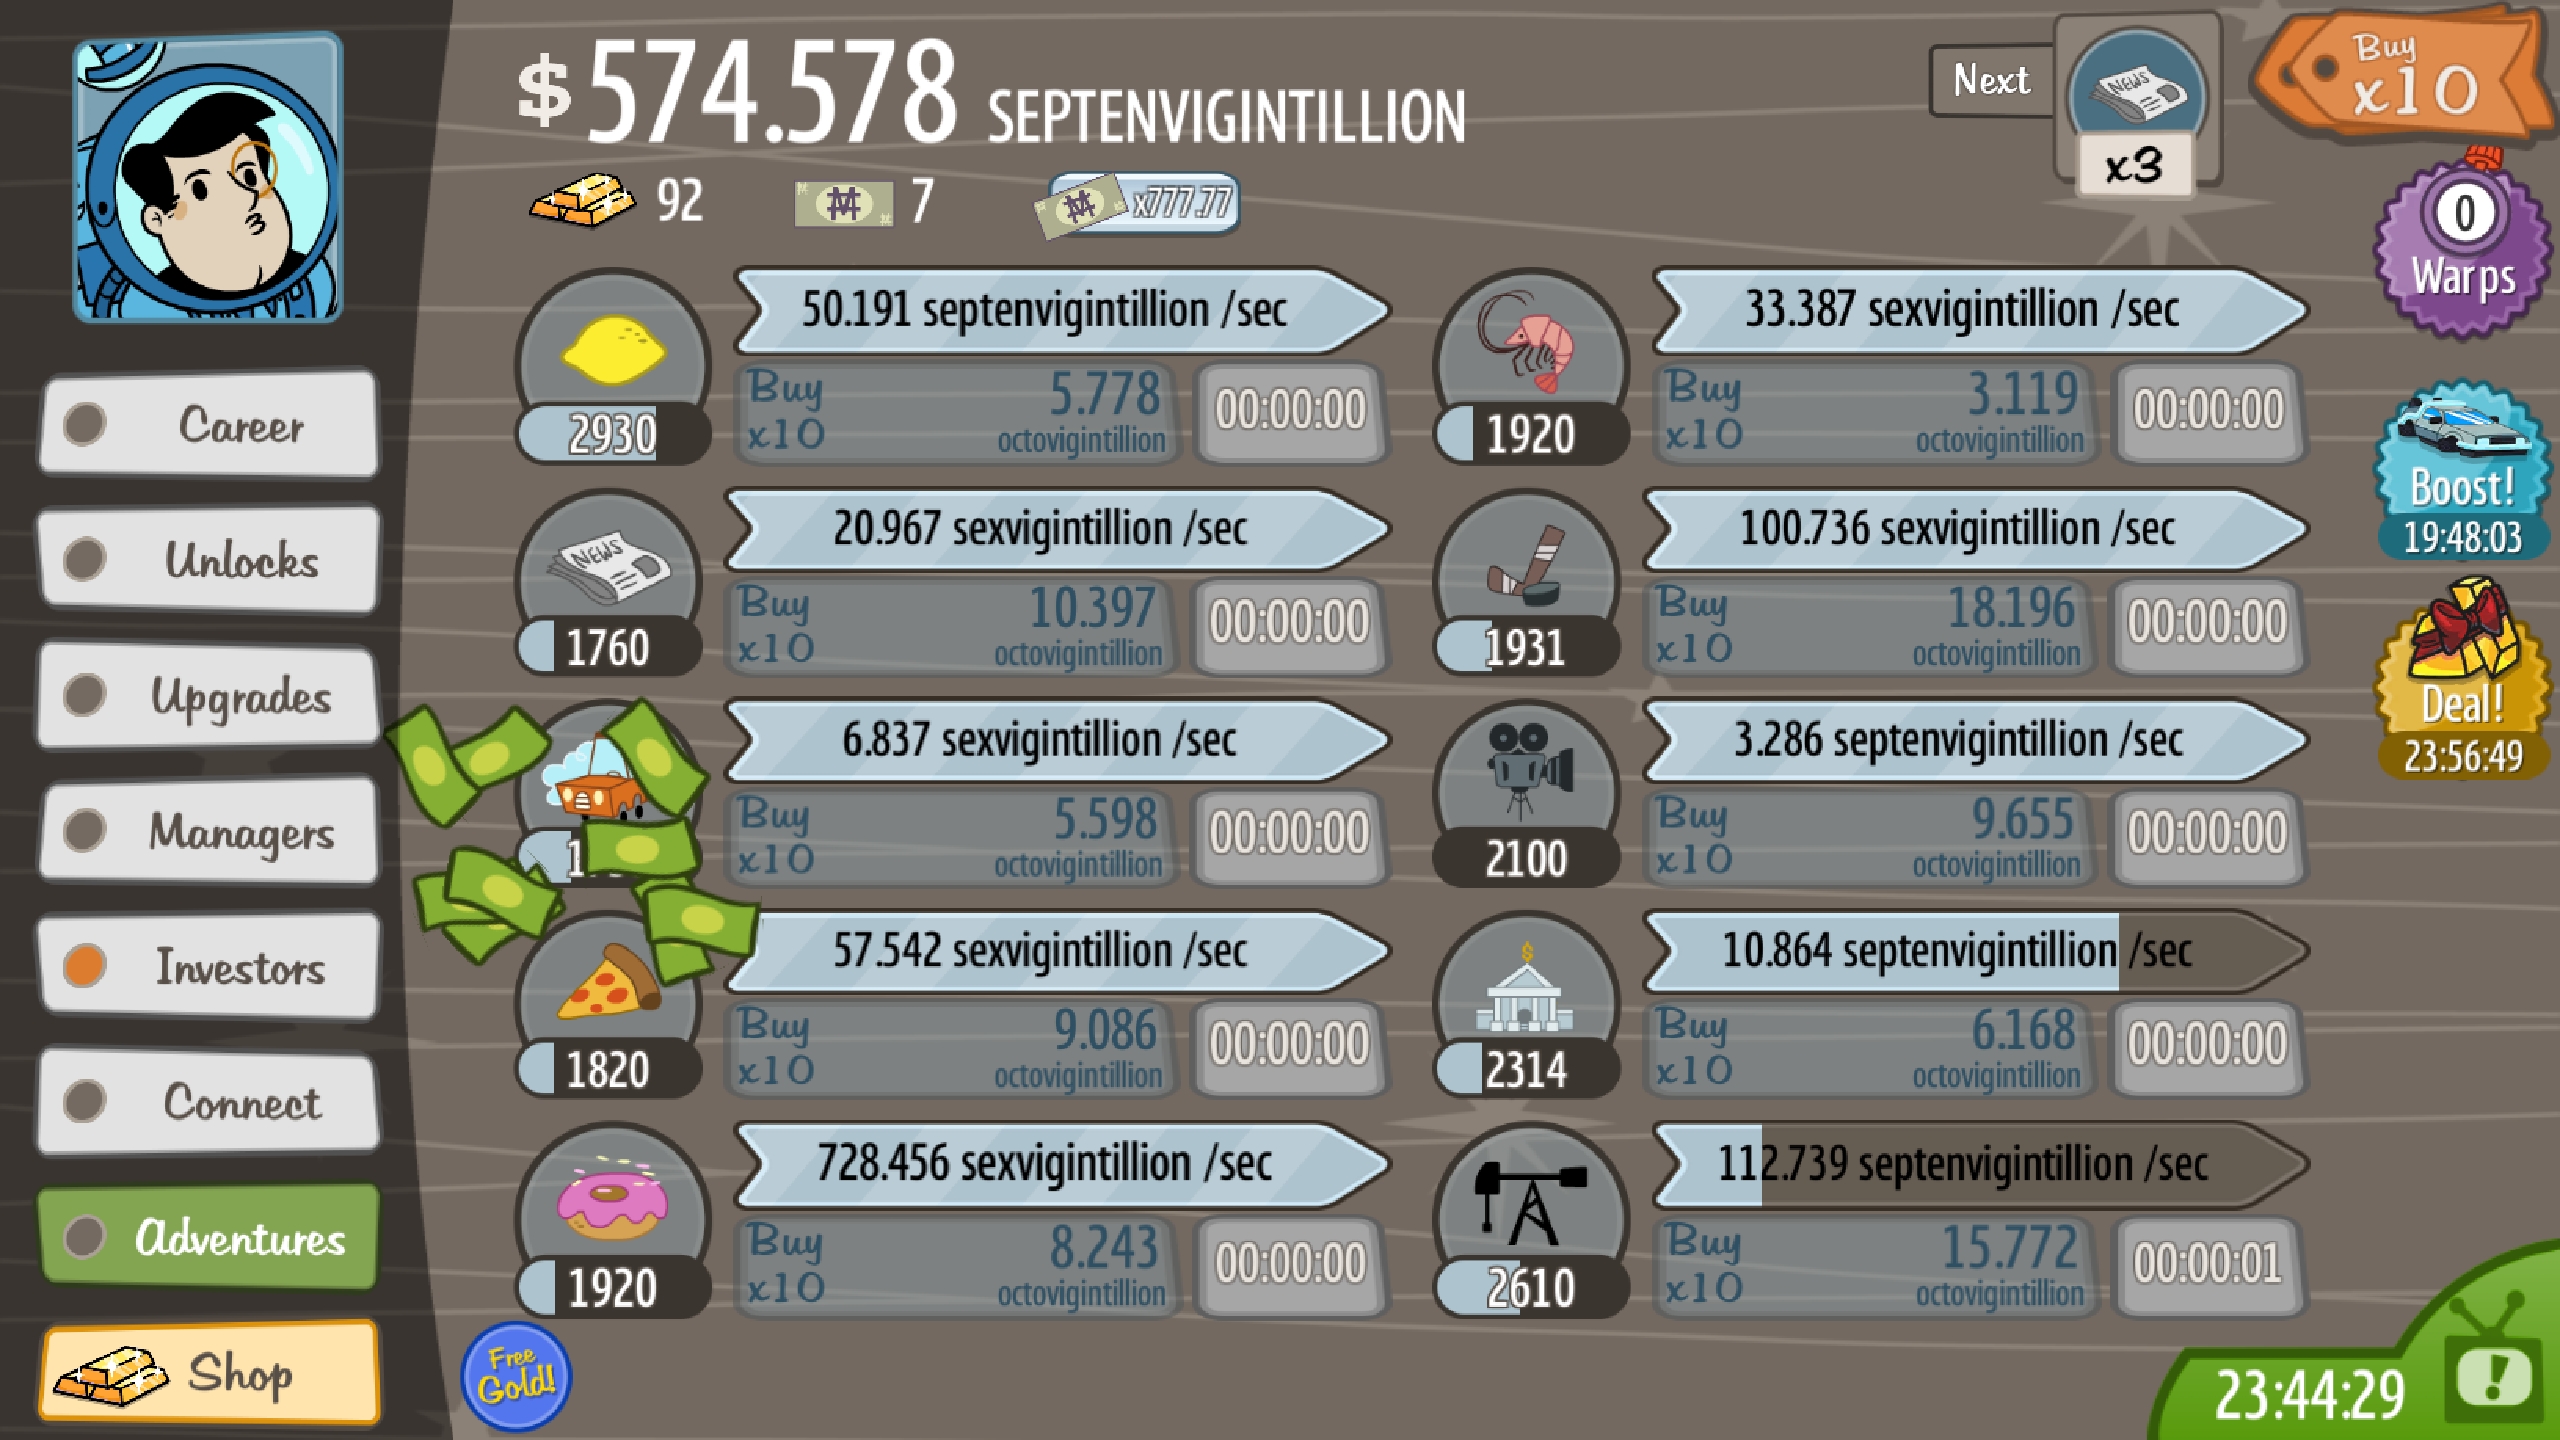 $574.578 SEPTENVIGINTILLION
92
7
x777.77
Next
NEWS
x3
Buy
x10
0
Warps
Boost!
19:48:03
Deal!
23:56:49
Career
Unlocks
Upgrades
Managers
Investors
Connect
Adventures
Shop
Free
Gold!
50.191 septenvigintillion /sec
2930
Buy
x10
5.778
octovigintillion
00:00:00
33.387 sexvigintillion /sec
1920
Buy
x10
3.119
octovigintillion
00:00:00
20.967 sexvigintillion /sec
NEWS
1760
Buy
x10
10.397
octovigintillion
00:00:00
100.736 sexvigintillion /sec
1931
Buy
x10
18.196
octovigintillion
00:00:00
6.837 sexvigintillion /sec
Buy
x10
5.598
octovigintillion
00:00:00
3.286 septenvigintillion /sec
2100
Buy
x10
9.655
octovigintillion
00:00:00
57.542 sexvigintillion /sec
1820
Buy
x10
9.086
octovigintillion
00:00:00
10.864 septenvigintillion /sec
$
2314
Buy
x10
6.168
octovigintillion
00:00:00
728.456 sexvigintillion /sec
1920
Buy
x10
8.243
octovigintillion
00:00:00
112.739 septenvigintillion /sec
2610
Buy
x10
15.772
octovigintillion
00:00:01
23:44:29
!